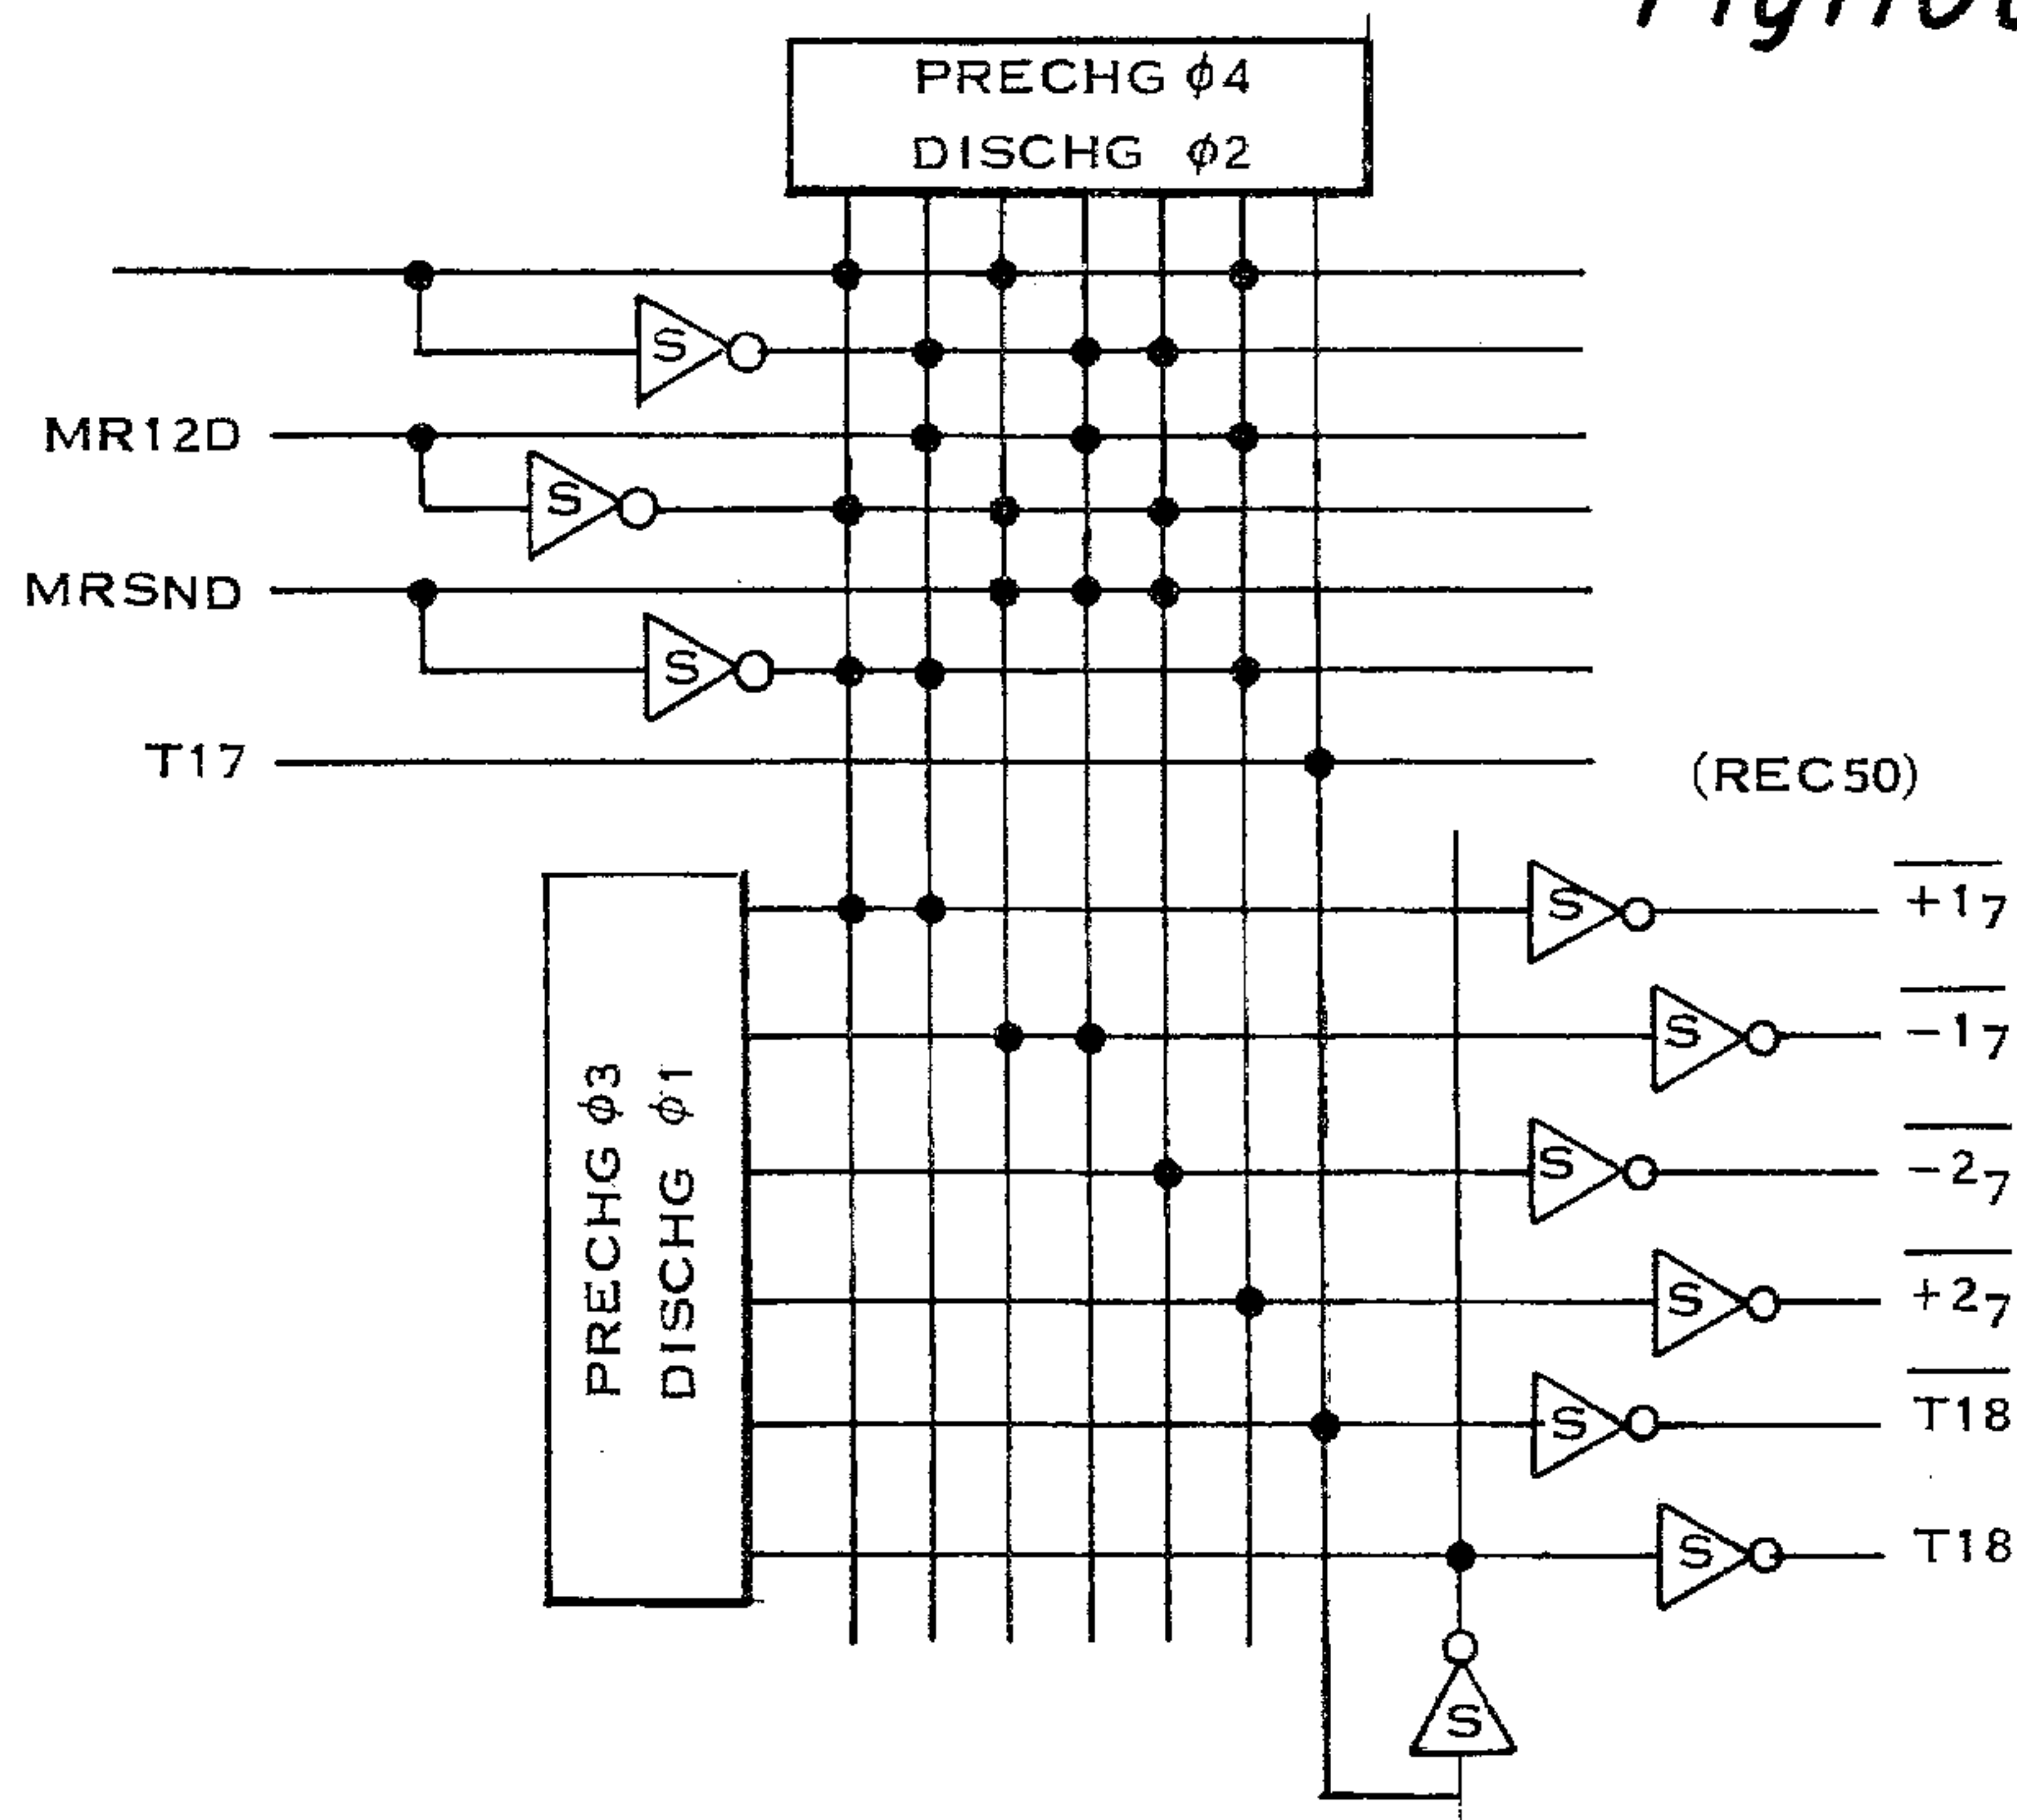 PRECHG ϕ4
DISCHG ϕ2
S
MR12D
S
MRSND
S
T17
(REC50)
S
+1₇
S
-1₇
PRECHG ϕ3
DISCHG ϕ1
S
-2₇
S
+2₇
S
T18
S
T18
S